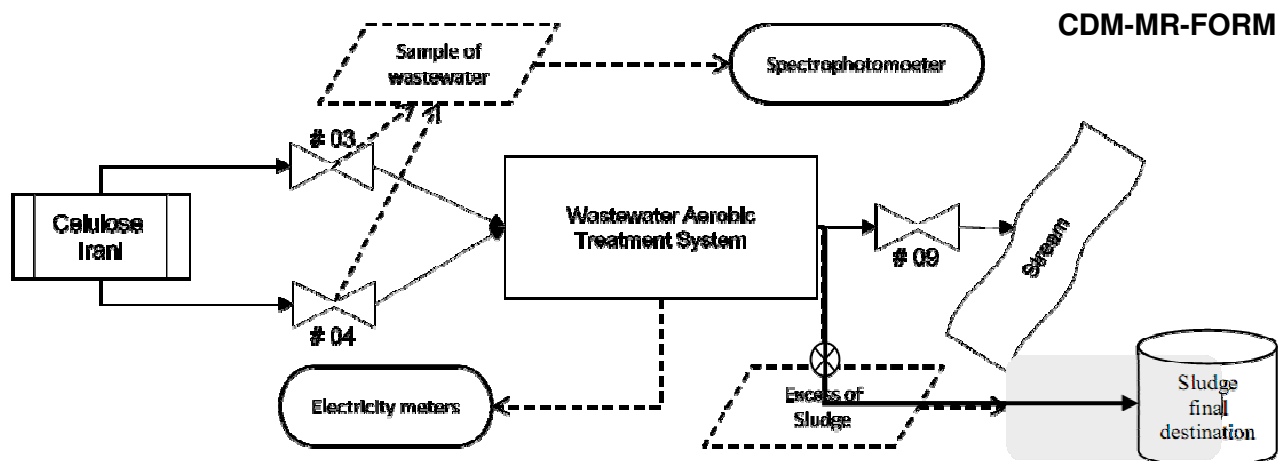 CDM-MR-FORM
Sample of
wastewater
Spectrophotomoeter
# 03
Celulose
Irani
Wastewater Aerobic
Treatment System
# 09
Stream
# 04
Electricity meters
Excess of
Sludge
Sludge
final
destination